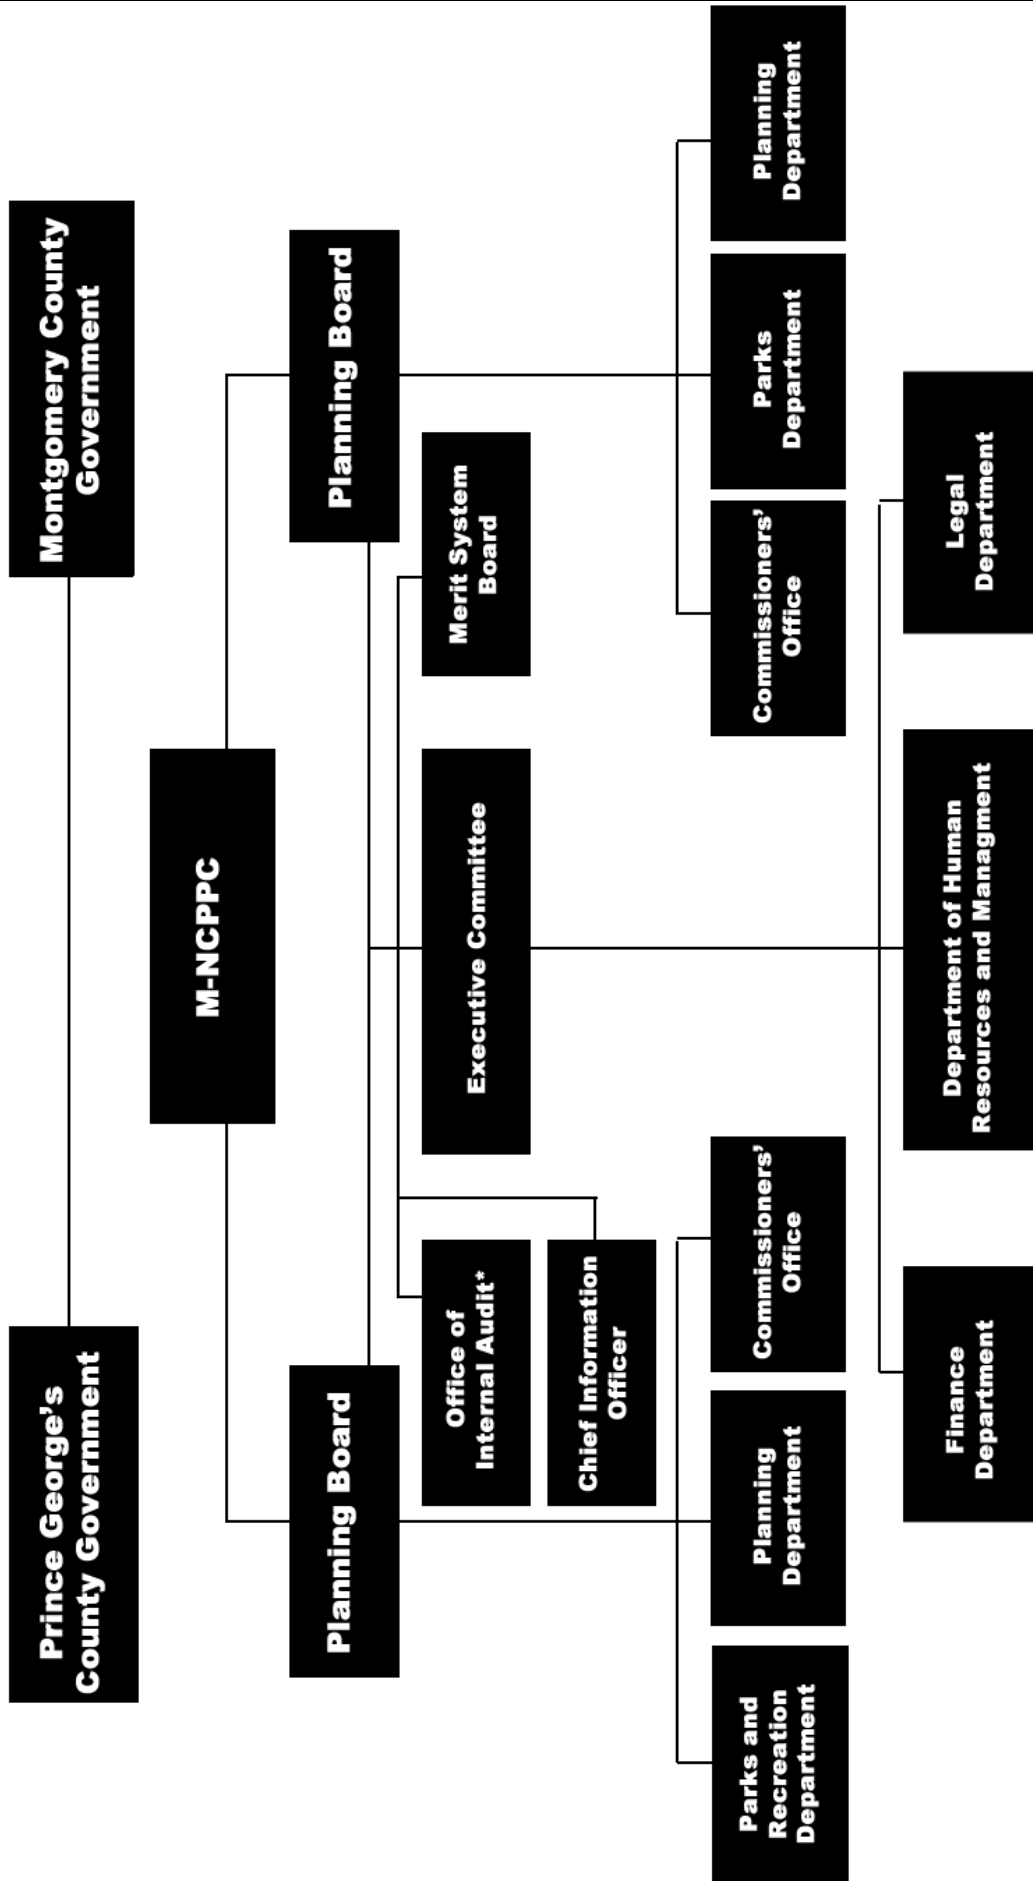 Prince George’s
County Government
Montgomery County
Government
M-NCPPC
Planning Board
Planning Board
Office of
Internal Audit*
Executive Committee
Merit System
Board
Chief Information
Officer
Parks and
Recreation
Department
Planning
Department
Commissioners’
Office
Commissioners’
Office
Parks
Department
Planning
Department
Finance
Department
Department of Human
Resources and Managment
Legal
Department